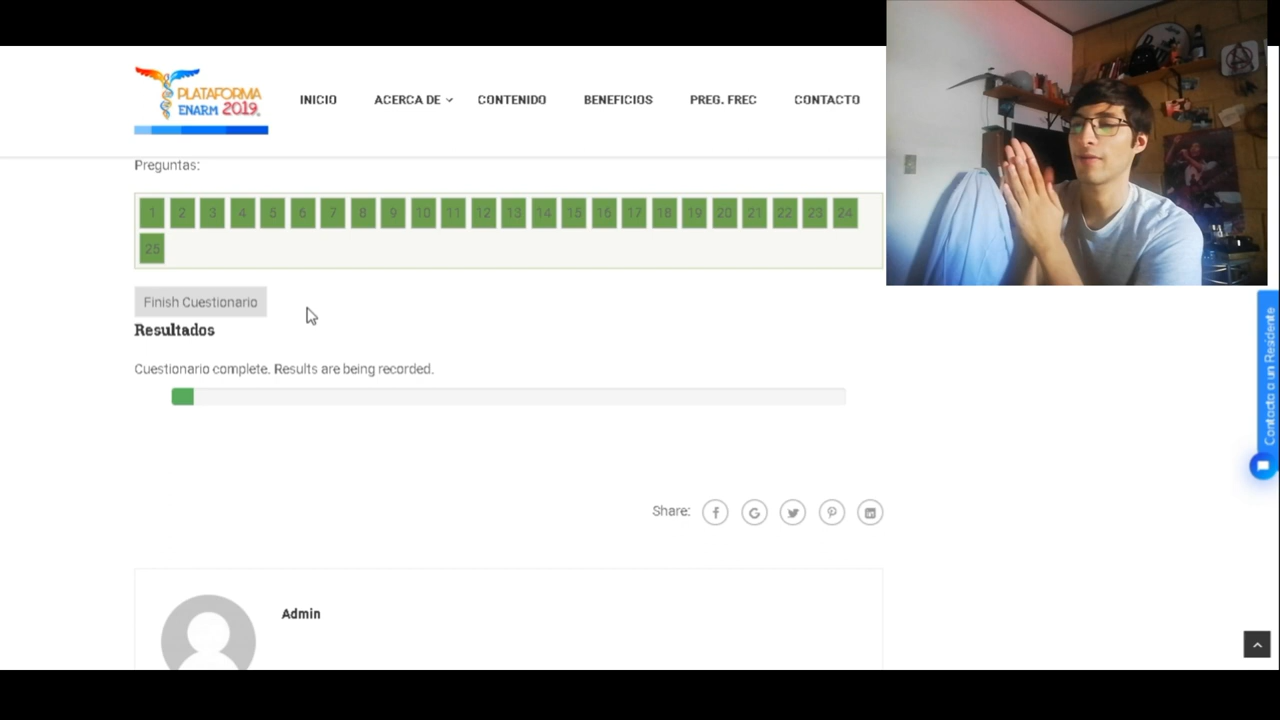 PLATAFORMA
ENARM 2019
INICIO
ACERCA DE
CONTENIDO
BENEFICIOS
PREG. FREC
CONTACTO
Preguntas:
1 2 3 4 5 6 7 8 9 10 11 12 13 14 15 16 17 18 19 20 21 22 23 24
25
Finish Cuestionario
Resultados
Cuestionario complete. Results are being recorded.
Contacto a un Residente
Share:
Admin